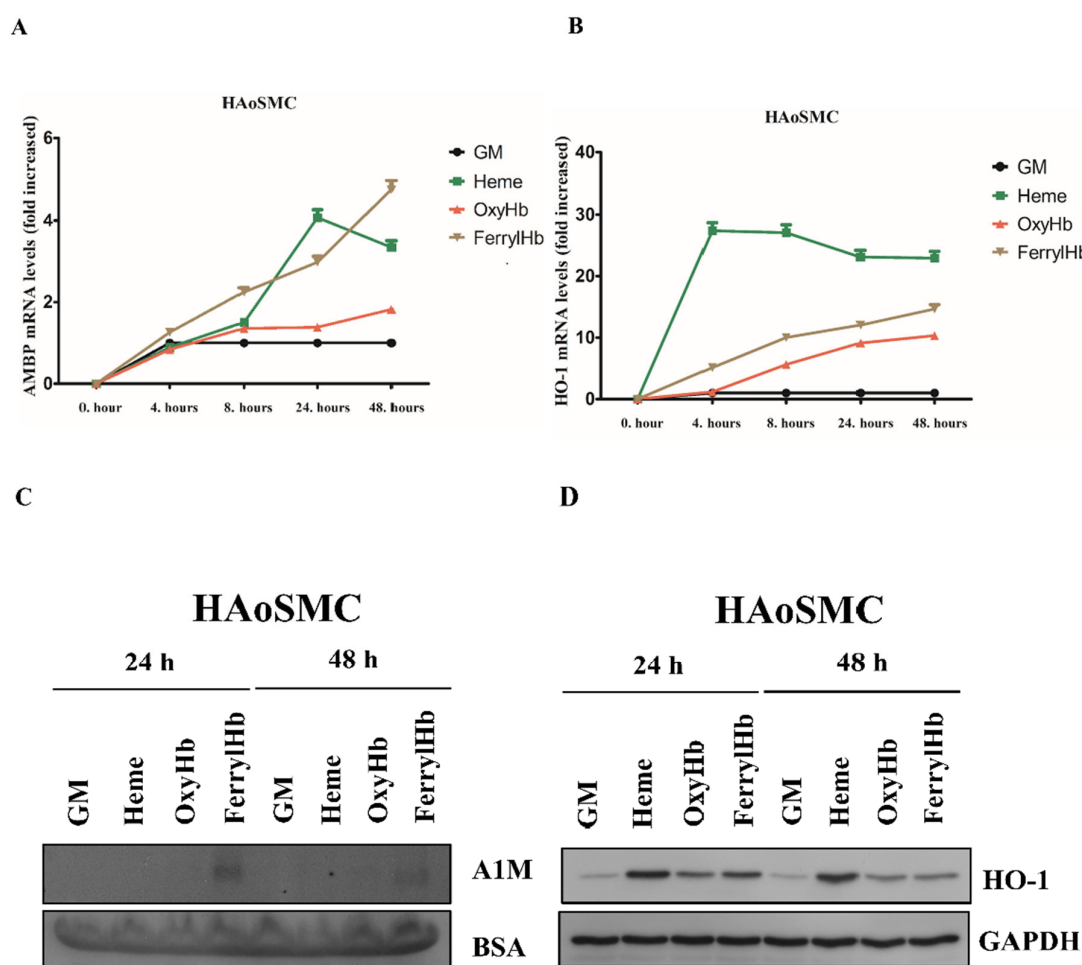 A
HAoSMC
AMBP mRNA levels (fold increased)
6
4
2
0
0. hour
4. hours
8. hours
24. hours
48. hours
GM
Heme
OxyHb
FerrylHb
B
HAoSMC
HO-1 mRNA levels (fold increased)
40
30
20
10
0
0. hour
4. hours
8. hours
24. hours
48. hours
GM
Heme
OxyHb
FerrylHb
C
HAoSMC
24 h
48 h
GM
Heme
OxyHb
FerrylHb
GM
Heme
OxyHb
FerrylHb
A1M
BSA
D
HAoSMC
24 h
48 h
GM
Heme
OxyHb
FerrylHb
GM
Heme
OxyHb
FerrylHb
HO-1
GAPDH